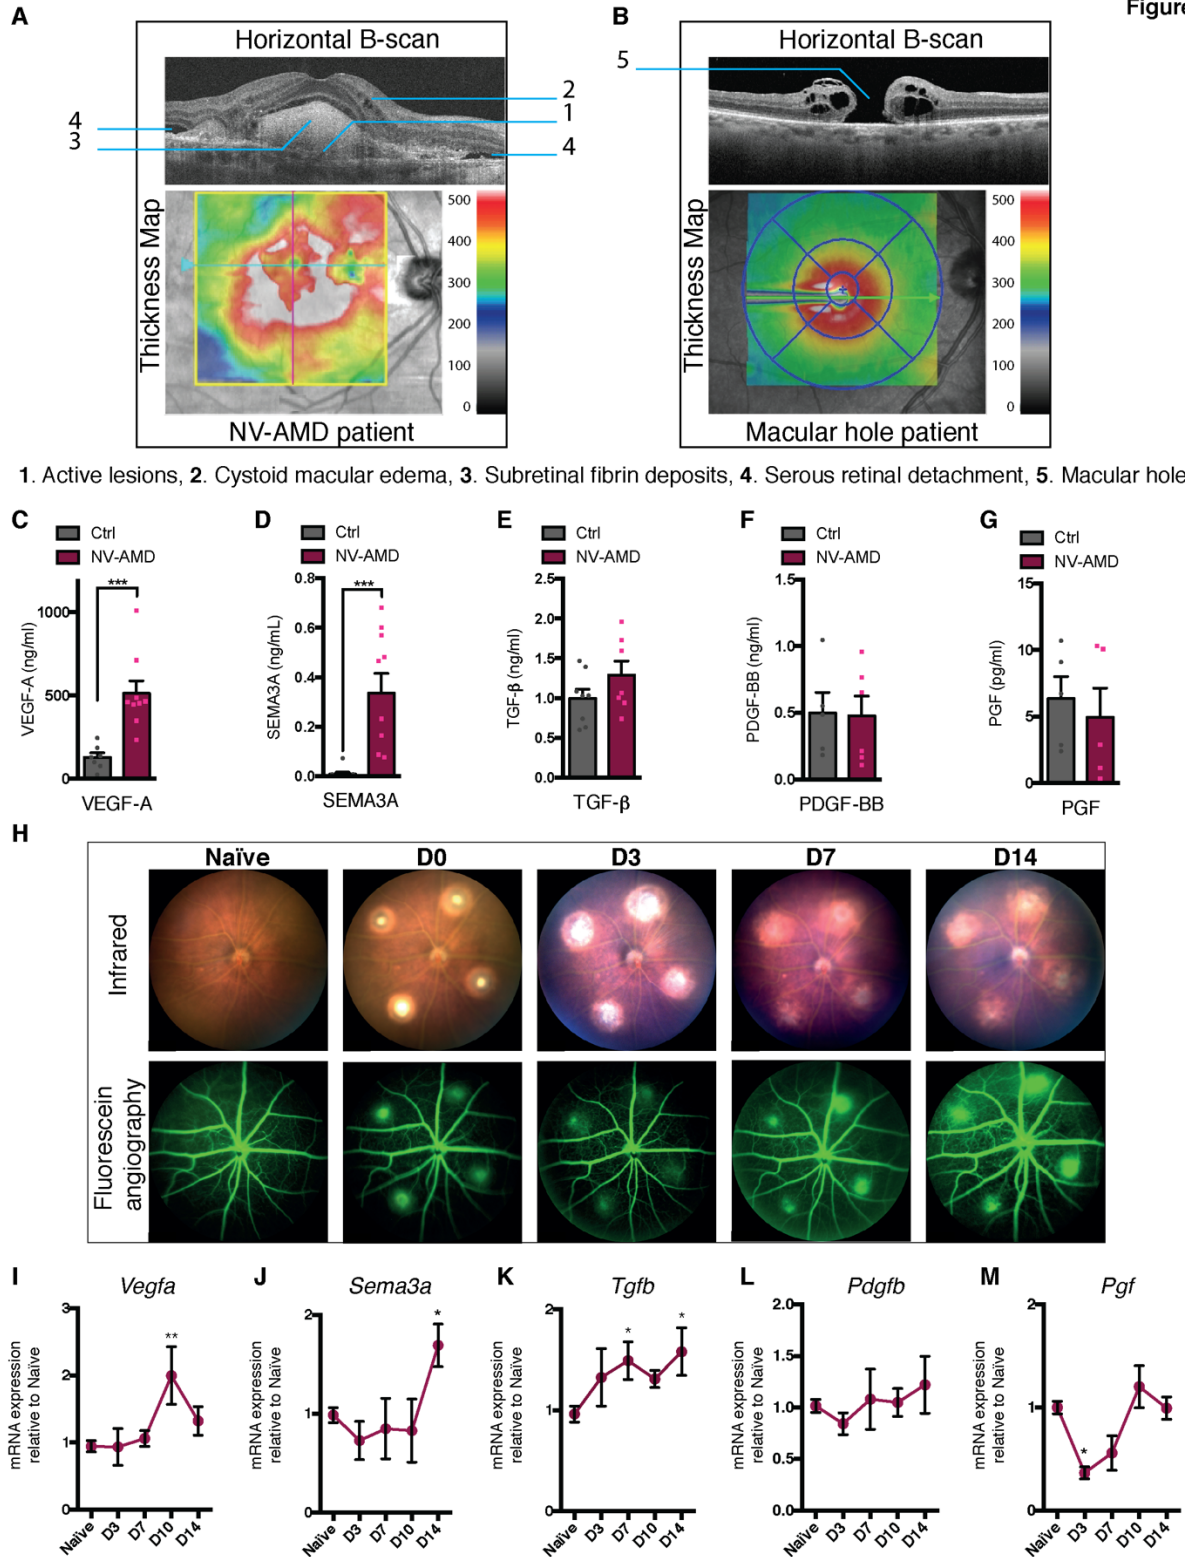 Figure
A
Horizontal B-scan
4
3
2
1
4
Thickness Map
500
400
300
200
100
0
NV-AMD patient
B
Horizontal B-scan
5
Thickness Map
500
400
300
200
100
0
Macular hole patient
1. Active lesions, 2. Cystoid macular edema, 3. Subretinal fibrin deposits, 4. Serous retinal detachment, 5. Macular hole
C
Ctrl
NV-AMD
***
VEGF-A (ng/ml)
1000
500
0
VEGF-A
D
Ctrl
NV-AMD
***
SEMA3A (ng/mL)
0.8
0.6
0.4
0.2
0.0
SEMA3A
E
Ctrl
NV-AMD
TGF-β (ng/ml)
2.5
2.0
1.5
1.0
0.5
0.0
TGF-β
F
Ctrl
NV-AMD
PDGF-BB (ng/ml)
1.5
1.0
0.5
0.0
PDGF-BB
G
Ctrl
NV-AMD
PGF (pg/ml)
15
10
5
0
PGF
H
Naïve D0 D3 D7 D14
Infrared
Fluorescein
angiography
I
Vegfa
mRNA expression
relative to Naïve
3
2
1
0
**
Naïve D3 D7 D10 D14
J
Sema3a
mRNA expression
relative to Naïve
2
1
0
*
Naïve D3 D7 D10 D14
K
Tgfb
mRNA expression
relative to Naïve
2
1
0
* *
Naïve D3 D7 D10 D14
L
Pdgfb
mRNA expression
relative to Naïve
2.0
1.5
1.0
0.5
0.0
Naïve D3 D7 D10 D14
M
Pgf
mRNA expression
relative to Naïve
2
1
0
*
Naïve D3 D7 D10 D14